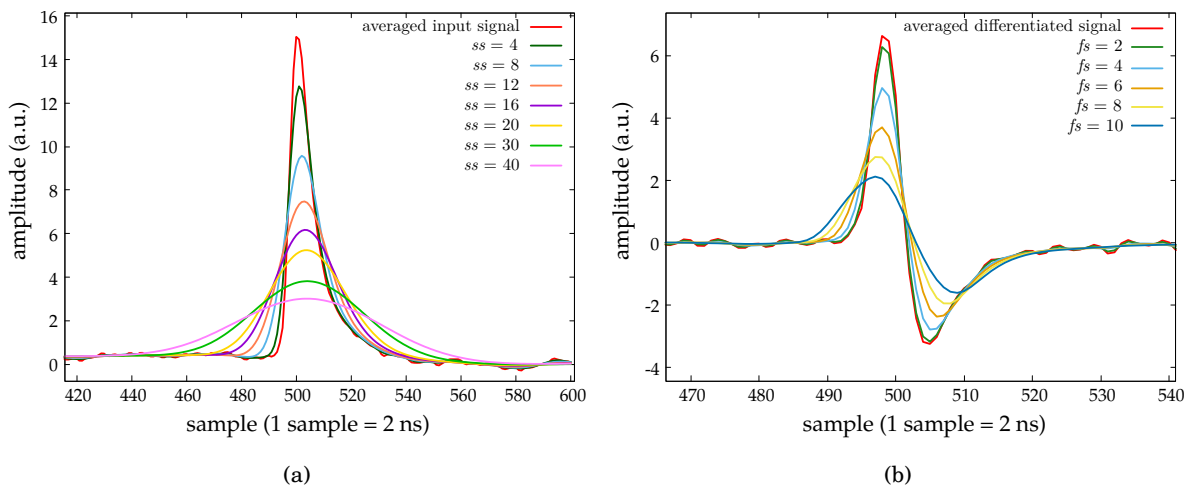 averaged input signal
ss = 4
ss = 8
ss = 12
ss = 16
ss = 20
ss = 30
ss = 40
amplitude (a.u.)
16
14
12
10
8
6
4
2
0
420 440 460 480 500 520 540 560 580 600
sample (1 sample = 2 ns)
(a)
averaged differentiated signal
fs = 2
fs = 4
fs = 6
fs = 8
fs = 10
amplitude (a.u.)
6
4
2
0
-2
-4
470 480 490 500 510 520 530 540
sample (1 sample = 2 ns)
(b)